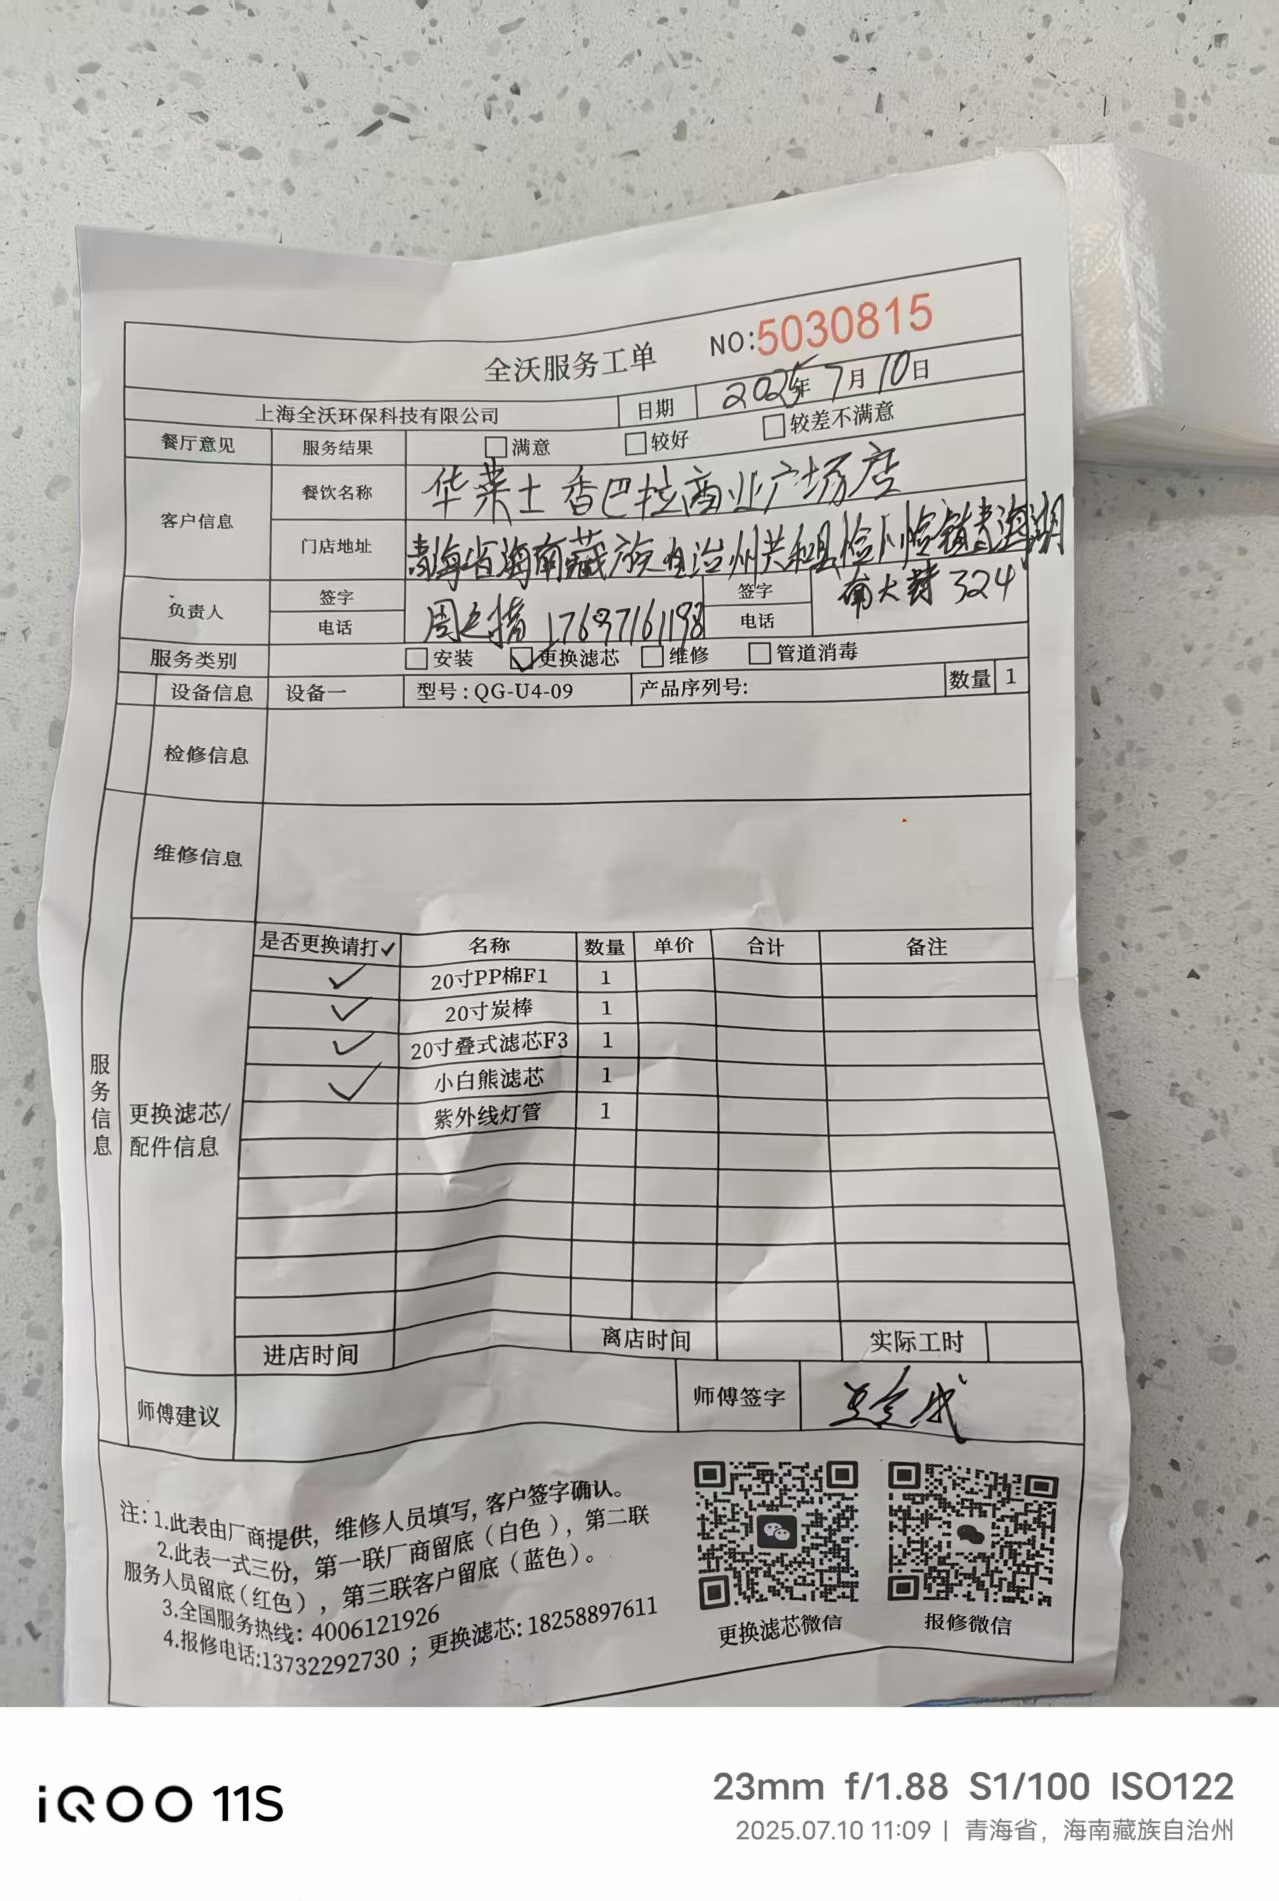 全沃服务工单 NO:5030815
上海全沃环保科技有限公司 日期 2025年7月10日
餐厅意见 服务结果 满意 较好 较差不满意
客户信息 餐饮名称 华莱士香巴拉商业广场店
门店地址 青海省海南藏族自治州共和县恰卜恰镇青海湖
南大 324
负责人 签字 周 签字
电话 17697161198 电话
服务类别 安装 更换滤芯 维修 管道消毒
设备信息 设备一 型号:QG-U4-09 产品序列号: 数量 1
检修信息
维修信息
服务信息
更换滤芯/
配件信息
是否更换请打✓ 名称 数量 单价 合计 备注
✓ 20寸PP棉F1 1
✓ 20寸炭棒 1
✓ 20寸叠式滤芯F3 1
✓ 小白熊滤芯 1
紫外线灯管 1
进店时间 离店时间 实际工时
师傅建议 师傅签字
注:1.此表由厂商提供，维修人员填写,客户签字确认。
2.此表一式三份，第一联厂商留底（白色），第二联
服务人员留底(红色），第三联客户留底（蓝色）。
3.全国服务热线：4006121926
4.报修电话:13732292730；更换滤芯:18258897611
更换滤芯微信 报修微信
iQOO 11S
23mm f/1.88 S1/100 ISO122
2025.07.10 11:09 | 青海省，海南藏族自治州